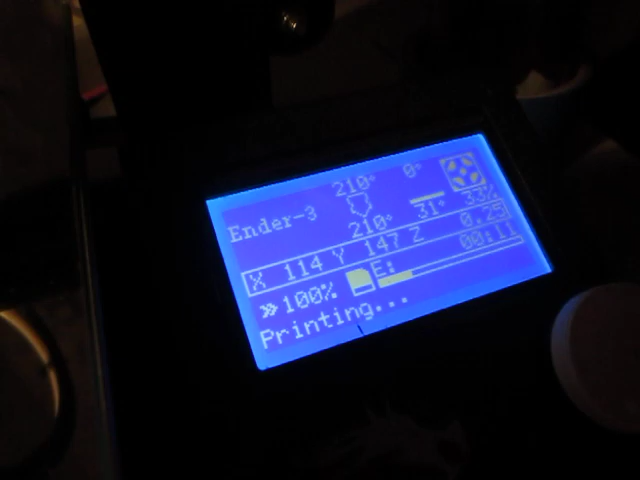 210° 0°
Ender-3
210° 31° 33%
X 114 Y 147 Z 0.25
»100% E: 00:11
Printing...